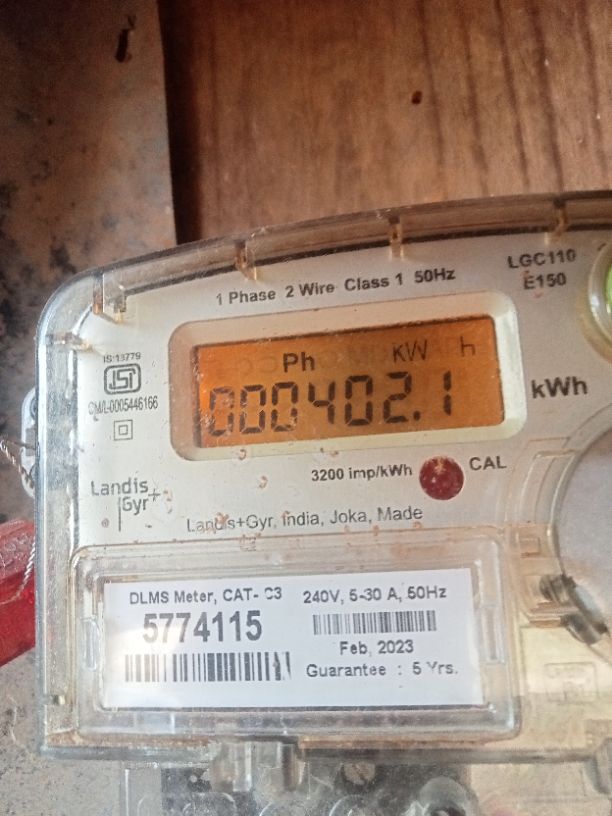 LGC110
E150
1 Phase 2 Wire Class 1 50Hz
IS:13779
ISI
CM/L-0005446166
Ph KW h
000402.1
kWh
3200 imp/kWh
CAL
Landis
Gyr+
Landis+Gyr, India, Joka, Made
DLMS Meter, CAT- C3
240V, 5-30 A, 50Hz
5774115
Feb, 2023
Guarantee : 5 Yrs.